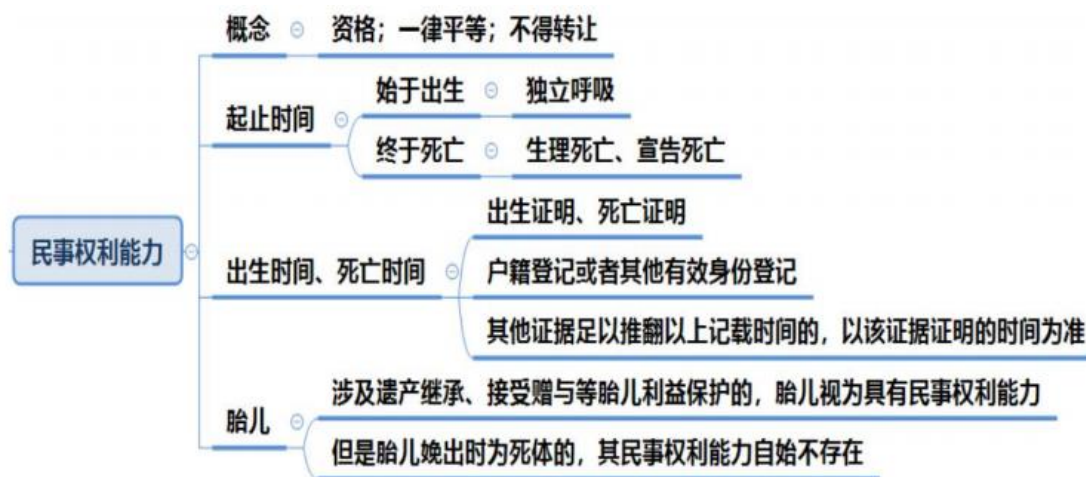 概念
资格；一律平等；不得转让
起止时间
始于出生
独立呼吸
终于死亡
生理死亡、宣告死亡
民事权利能力
出生时间、死亡时间
出生证明、死亡证明
户籍登记或者其他有效身份登记
其他证据足以推翻以上记载时间的，以该证据证明的时间为准
胎儿
涉及遗产继承、接受赠与等胎儿利益保护的，胎儿视为具有民事权利能力
但是胎儿娩出时为死体的，其民事权利能力自始不存在